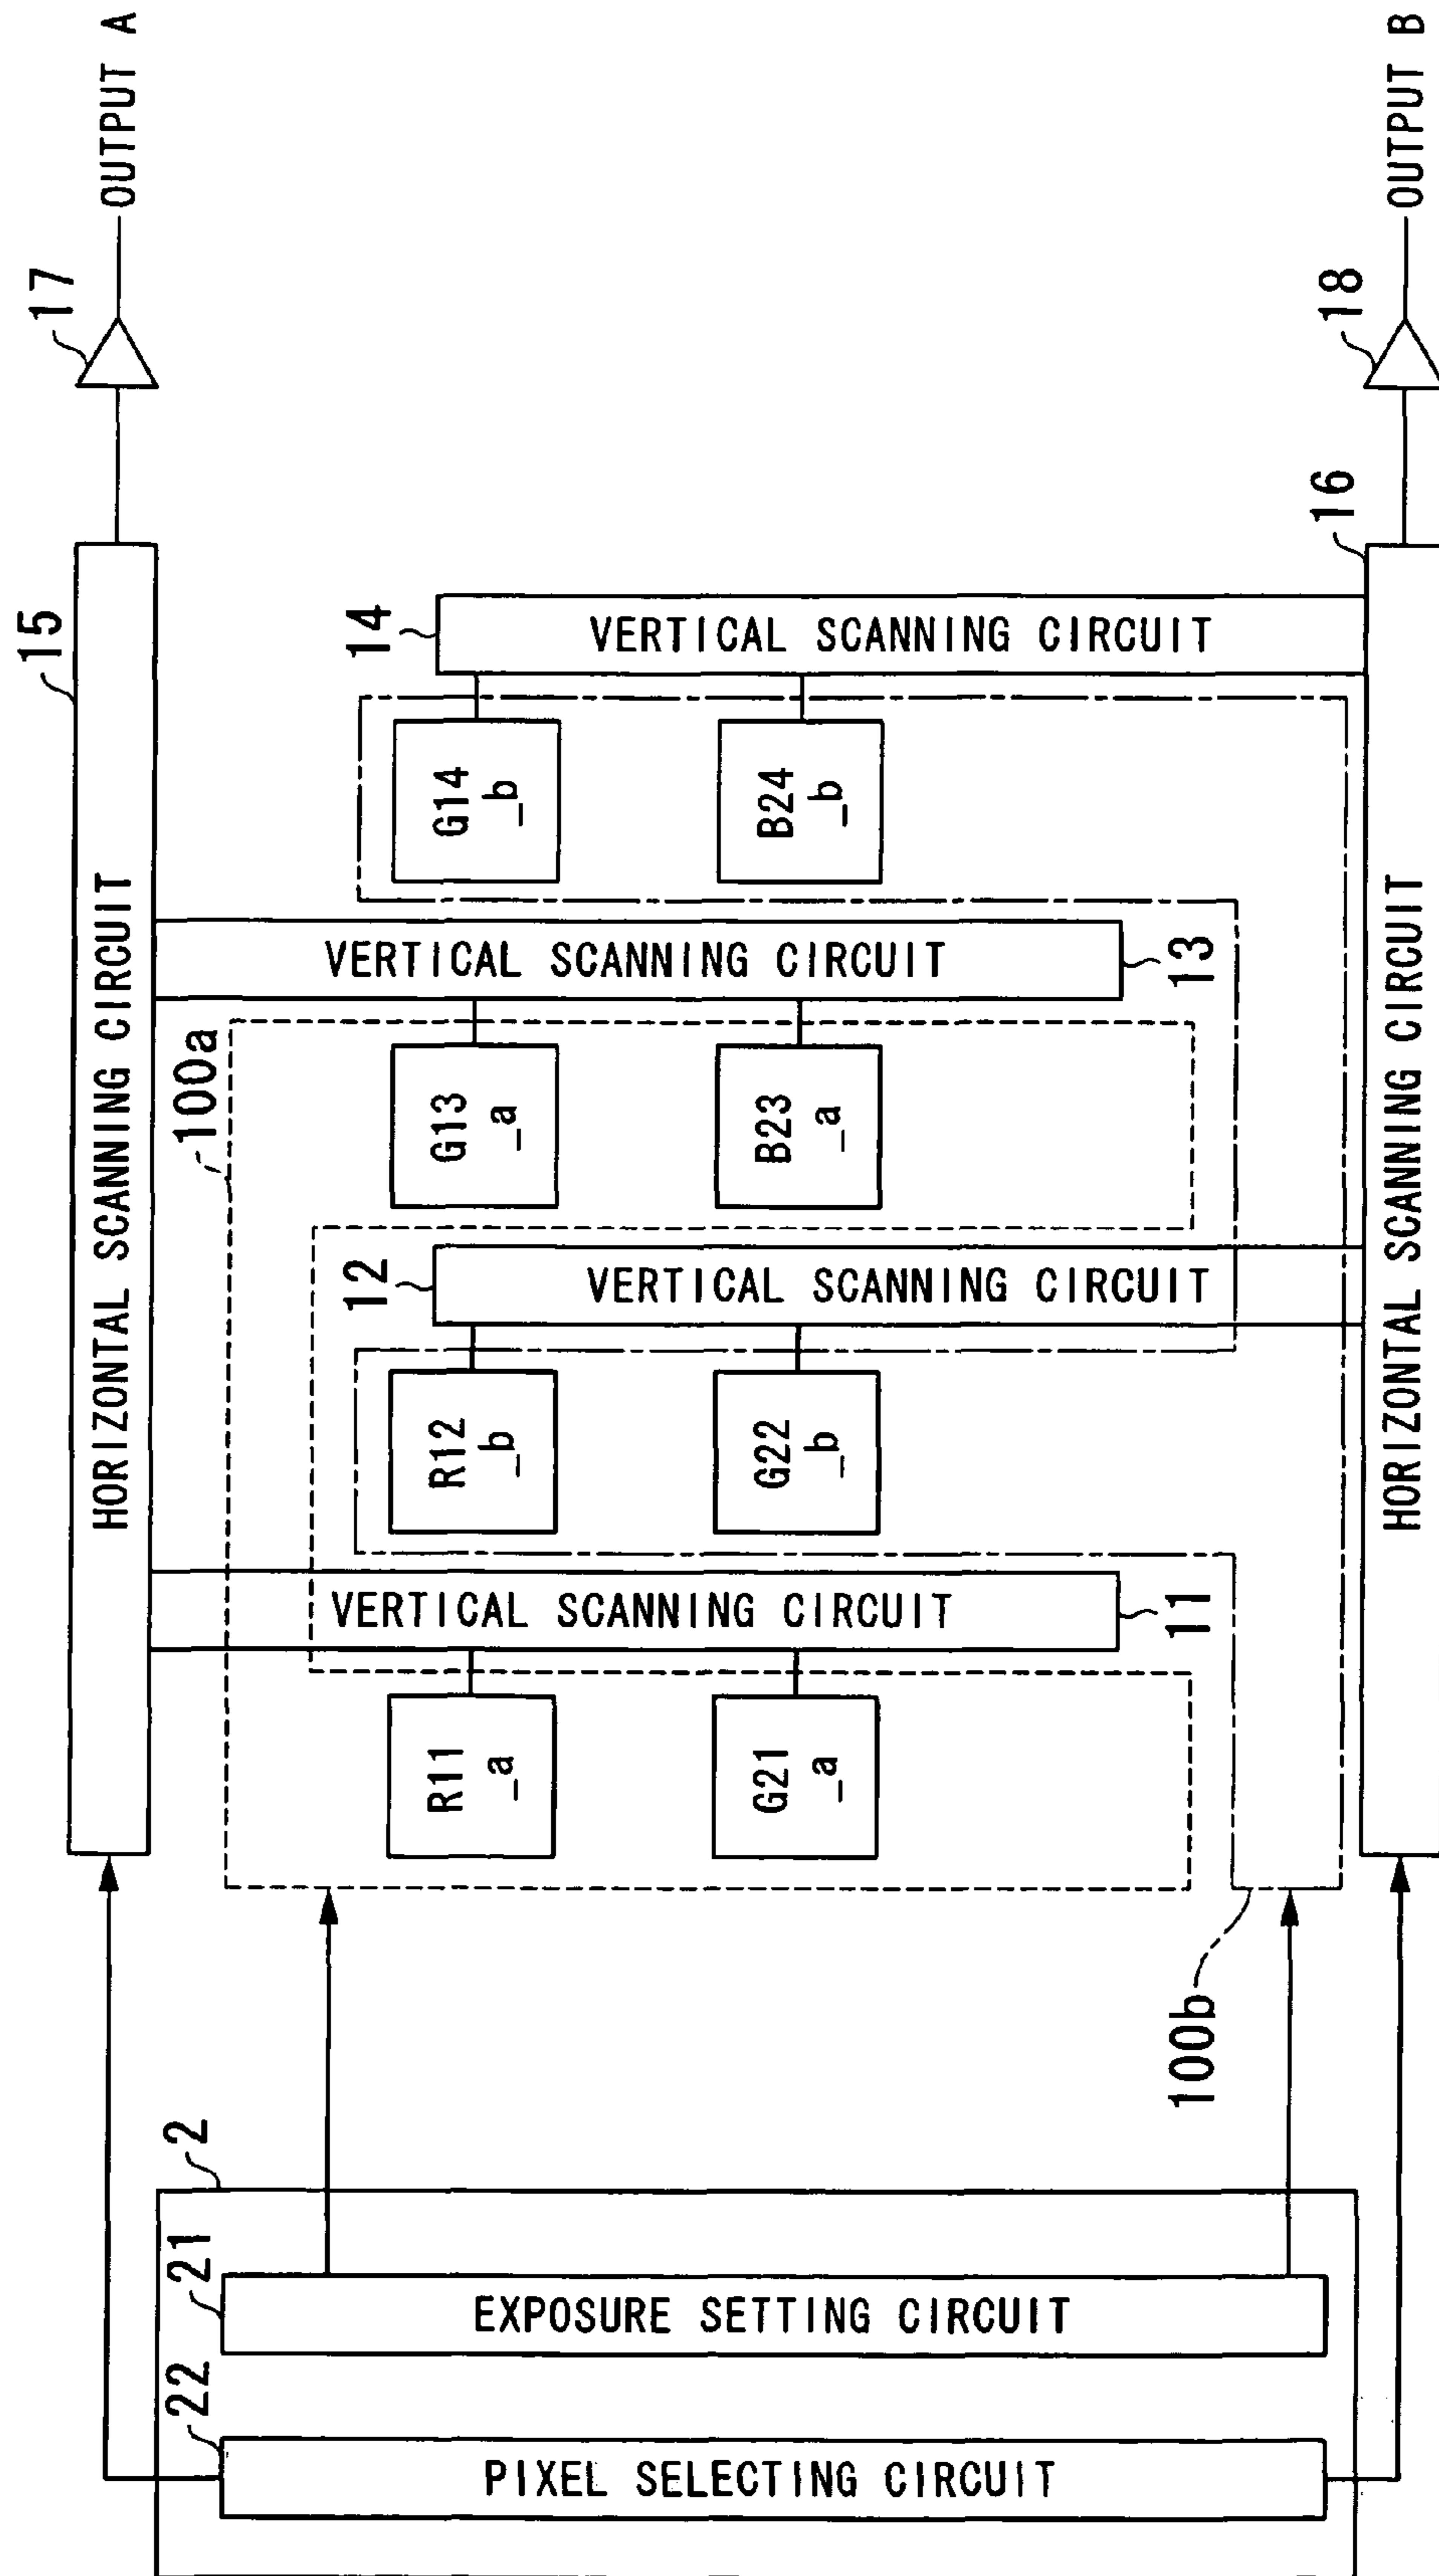 15
17
HORIZONTAL SCANNING CIRCUIT
OUTPUT A
100a
2
22
21
PIXEL SELECTING CIRCUIT
EXPOSURE SETTING CIRCUIT
R11
_a
G21
_a
VERTICAL SCANNING CIRCUIT
11
R12
_b
G22
_b
12
VERTICAL SCANNING CIRCUIT
G13
_a
B23
_a
VERTICAL SCANNING CIRCUIT
13
G14
_b
B24
_b
14
VERTICAL SCANNING CIRCUIT
100b
16
18
HORIZONTAL SCANNING CIRCUIT
OUTPUT B